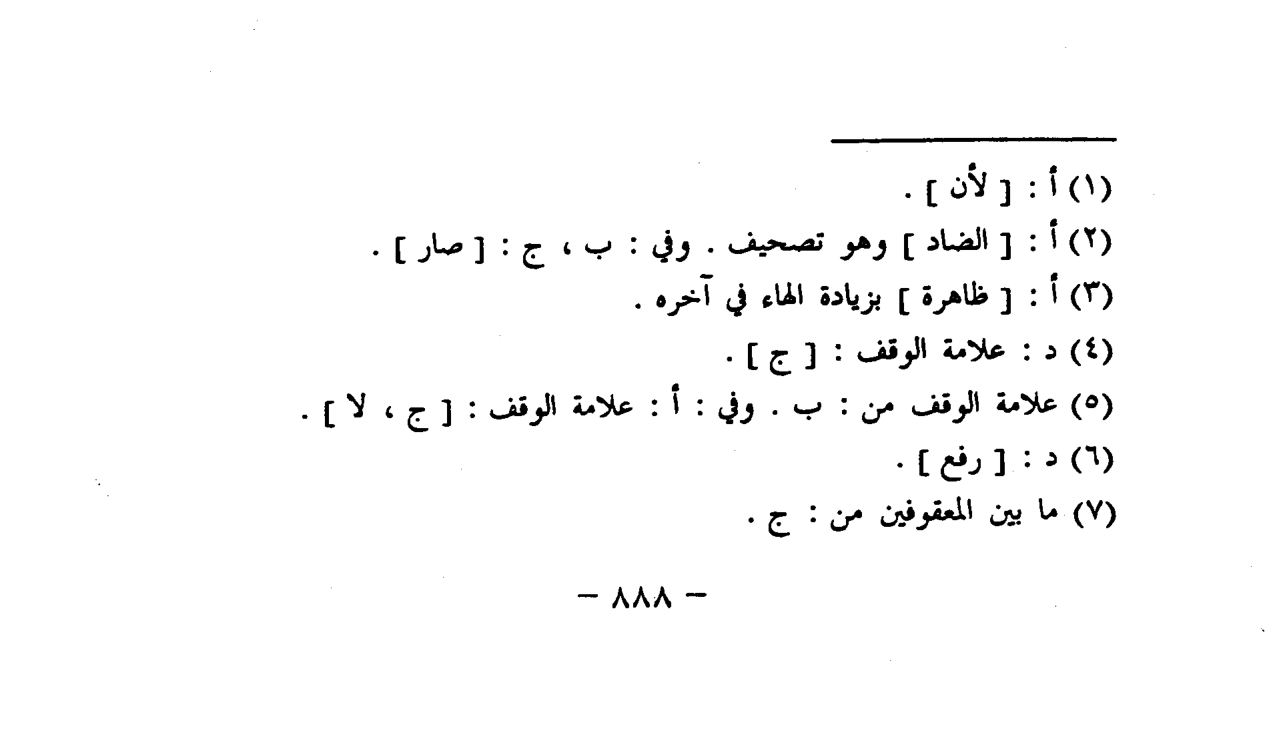 (١) أ : [ لأن ] .
(٢) أ : [ الضاد ] وهو تصحيف . وفي : ب ، ج : [ صار ] .
(٣) أ : [ ظاهرة ] بزيادة الهاء في آخره .
(٤) د : علامة الوقف : [ ج ] .
(٥) علامة الوقف من : ب . وفي : أ : علامة الوقف : [ ج ، لا ] .
(٦) د : [ رفع ] .
(٧) ما بين المعقوفين من : ج .
— ٨٨٨ —